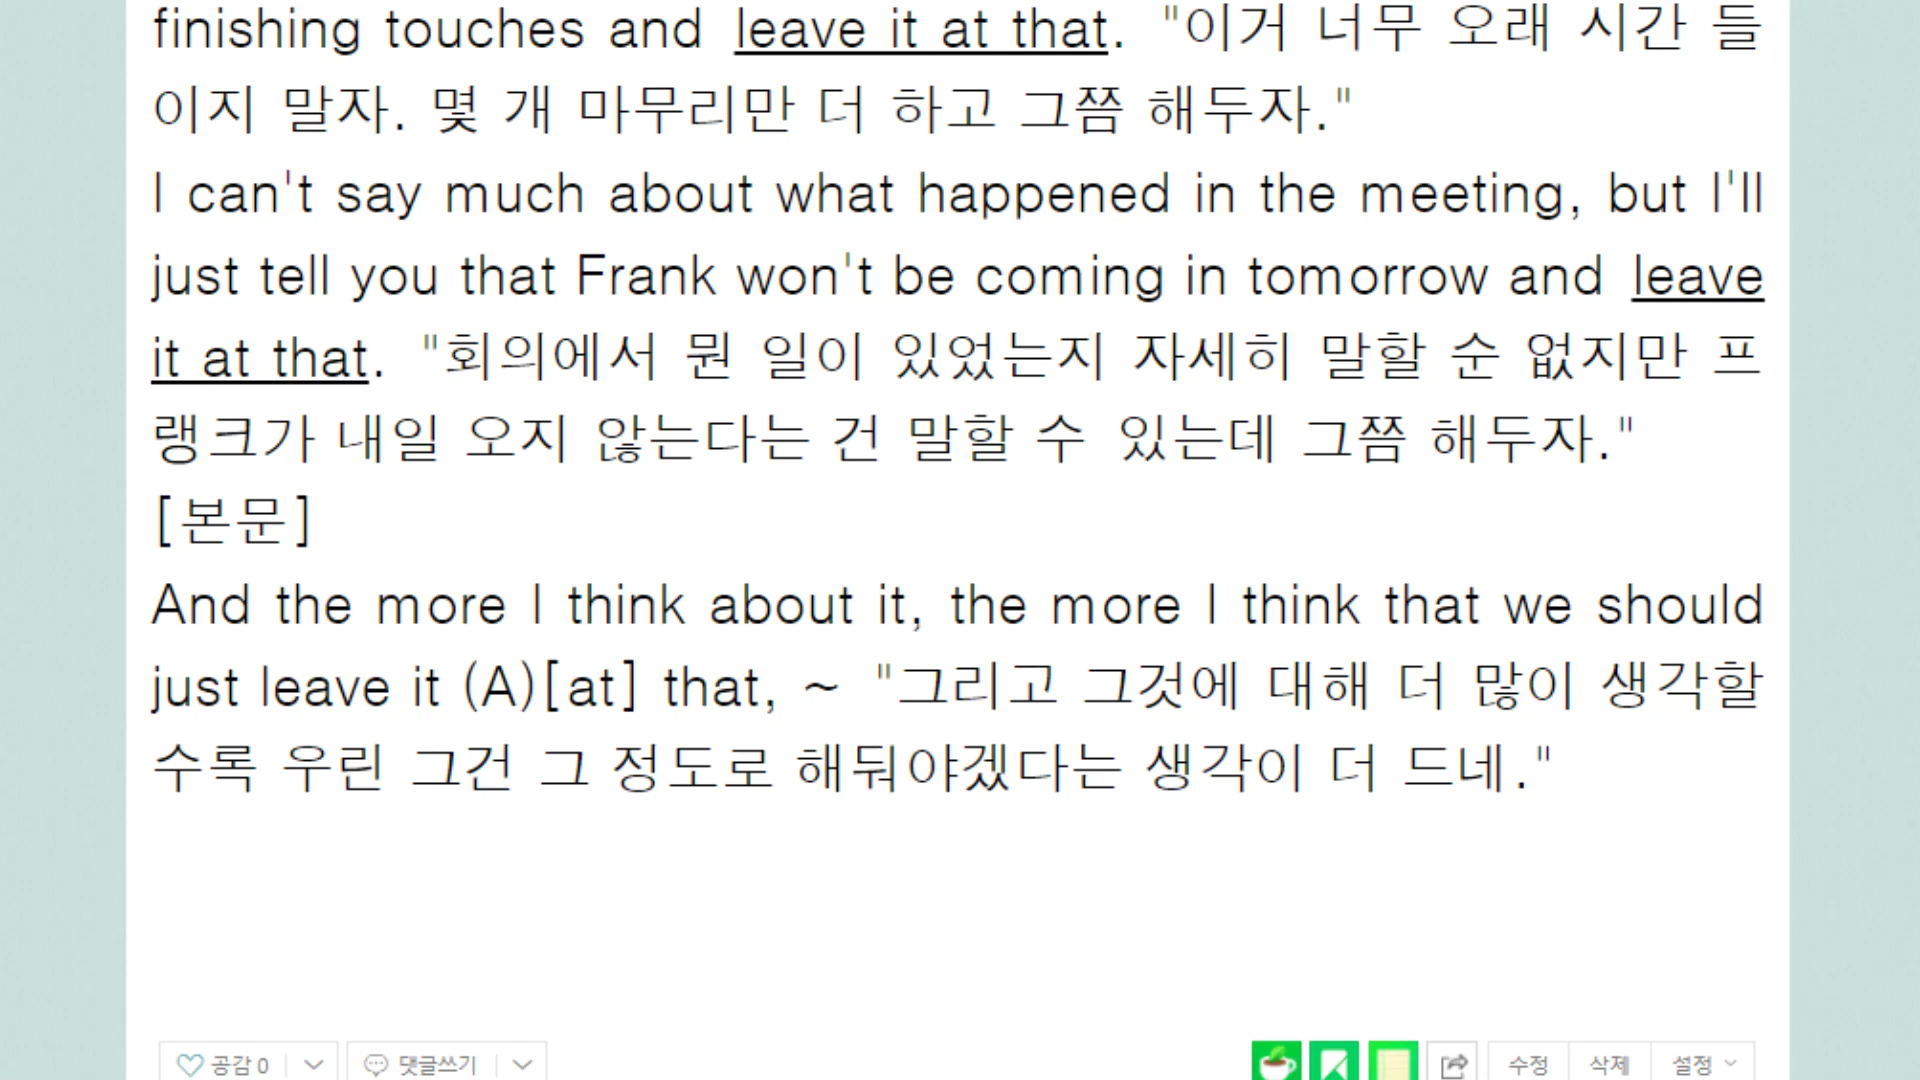 finishing touches and leave it at that. "이거 너무 오래 시간 들
이지 말자. 몇 개 마무리만 더 하고 그쯤 해두자."
I can't say much about what happened in the meeting, but I'll
just tell you that Frank won't be coming in tomorrow and leave
it at that. "회의에서 뭔 일이 있었는지 자세히 말할 순 없지만 프
랭크가 내일 오지 않는다는 건 말할 수 있는데 그쯤 해두자."
[본문]
And the more I think about it, the more I think that we should
just leave it (A)[at] that, ~ "그리고 그것에 대해 더 많이 생각할
수록 우린 그건 그 정도로 해둬야겠다는 생각이 더 드네."
공감 0 댓글쓰기 수정 삭제 설정